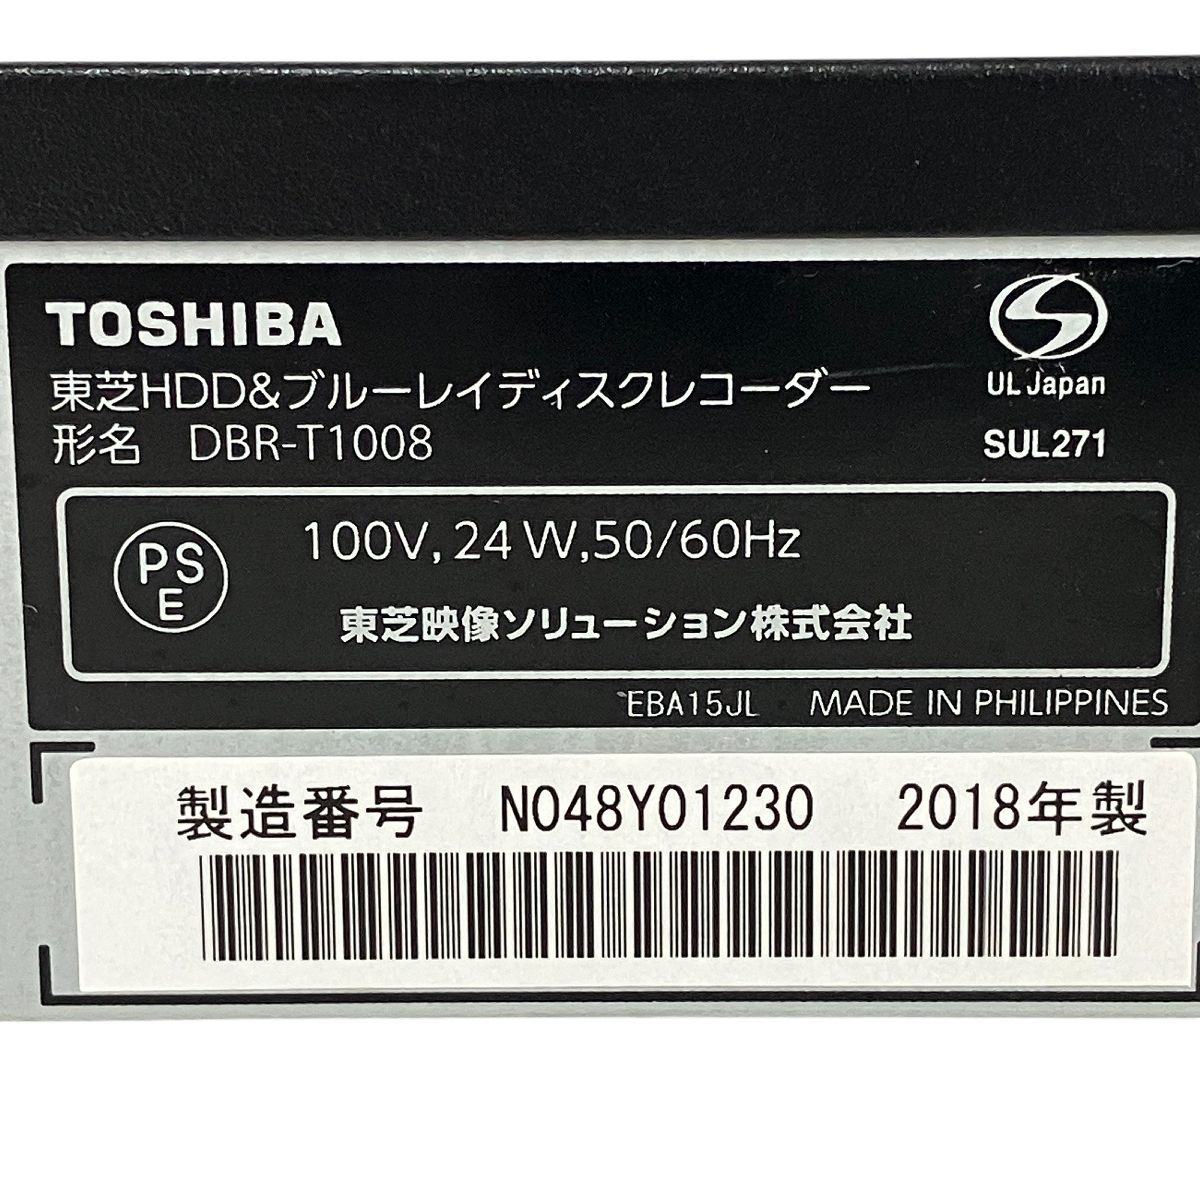 TOSHIBA
東芝HDD&ブルーレイディスクレコーダー
形名 DBR-T1008
S
UL Japan
SUL271
PS
E
100V, 24 W,50/60Hz
東芝映像ソリューション株式会社
EBA15JL MADE IN PHILIPPINES
製造番号 N048Y01230 2018年製